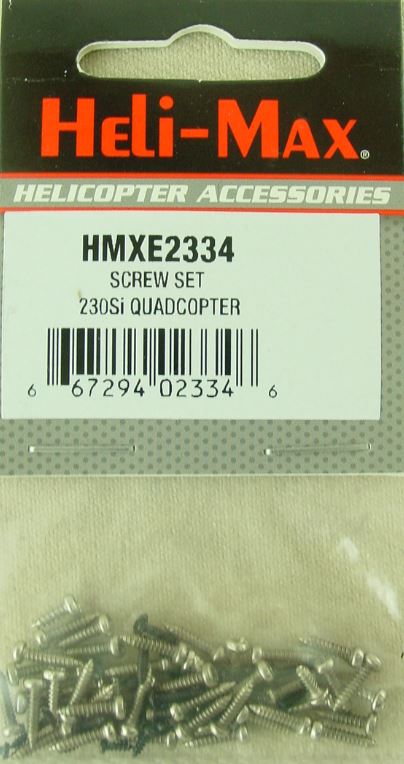 Heli-Max®
HELICOPTER ACCESSORIES
HMXE2334
SCREW SET
230Si QUADCOPTER
6 67294 02334 6